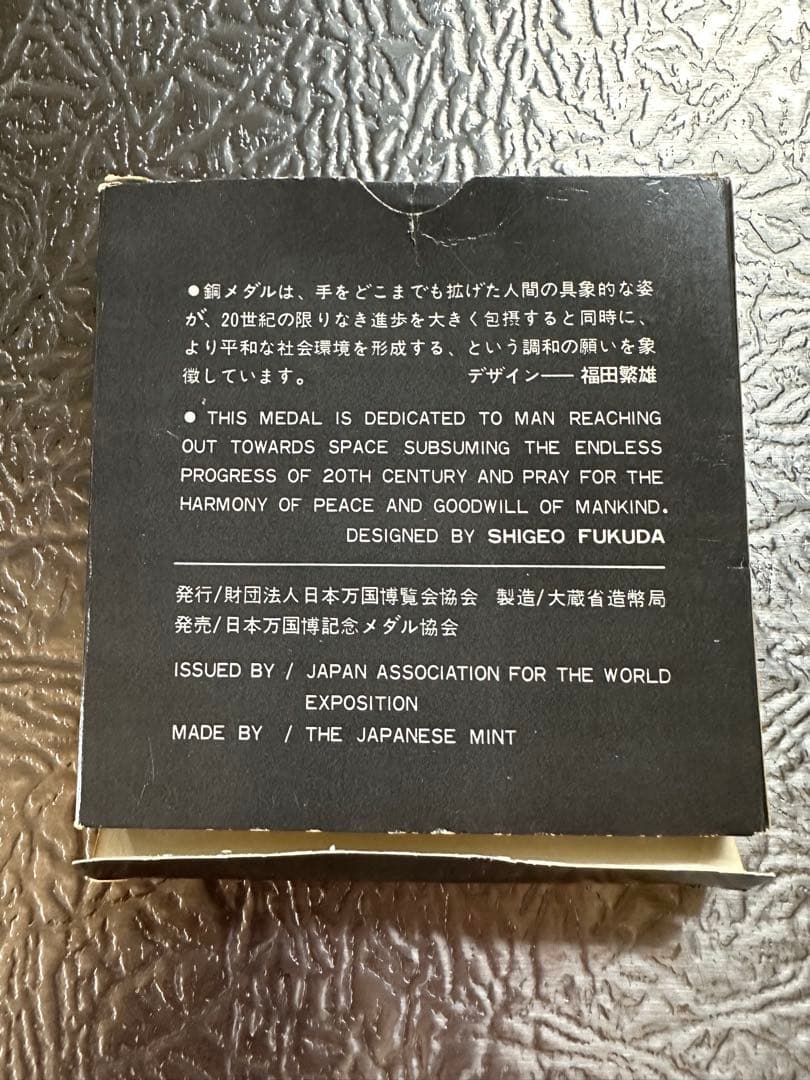 ●銅メダルは、手をどこまでも拡げた人間の具象的な姿
が、20世紀の限りなき進歩を大きく包摂すると同時に、
より平和な社会環境を形成する、という調和の願いを象
徴しています。 デザイン── 福田繁雄
● THIS MEDAL IS DEDICATED TO MAN REACHING
OUT TOWARDS SPACE SUBSUMING THE ENDLESS
PROGRESS OF 20TH CENTURY AND PRAY FOR THE
HARMONY OF PEACE AND GOODWILL OF MANKIND.
DESIGNED BY SHIGEO FUKUDA
発行/財団法人日本万国博覧会協会 製造/大蔵省造幣局
発売/日本万国博記念メダル協会
ISSUED BY / JAPAN ASSOCIATION FOR THE WORLD
EXPOSITION
MADE BY / THE JAPANESE MINT